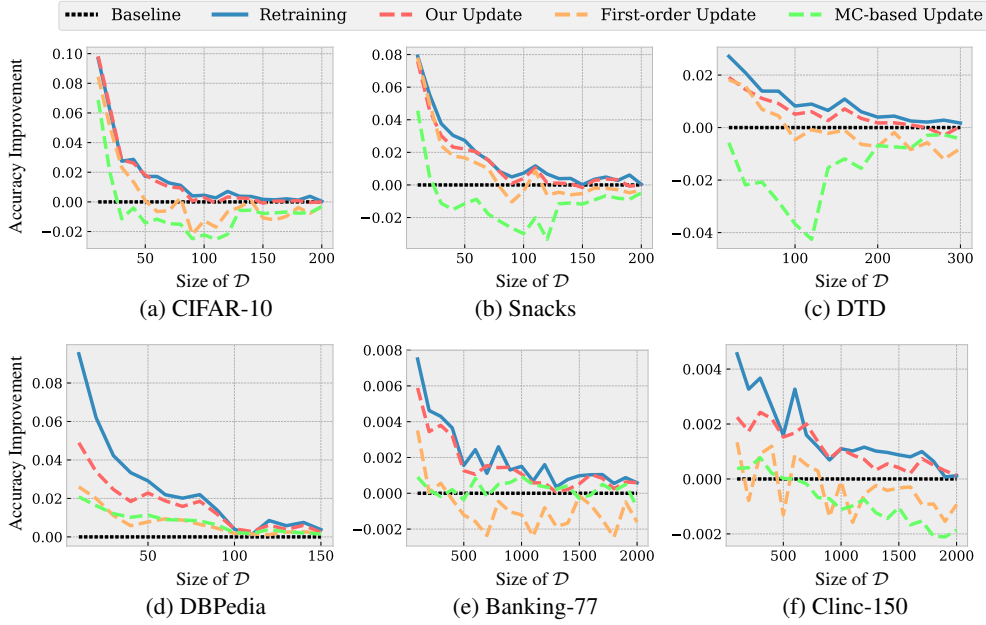 Baseline Retraining Our Update First-order Update MC-based Update
Accuracy Improvement
0.10
0.08
0.06
0.04
0.02
0.00
−0.02
50 100 150 200
Size of 𝒟
(a) CIFAR-10
0.08
0.06
0.04
0.02
0.00
−0.02
50 100 150 200
Size of 𝒟
(b) Snacks
0.02
0.00
−0.02
−0.04
100 200 300
Size of 𝒟
(c) DTD
Accuracy Improvement
0.08
0.06
0.04
0.02
0.00
50 100 150
Size of 𝒟
(d) DBPedia
0.008
0.006
0.004
0.002
0.000
−0.002
500 1000 1500 2000
Size of 𝒟
(e) Banking-77
0.004
0.002
0.000
−0.002
500 1000 1500 2000
Size of 𝒟
(f) Clinc-150